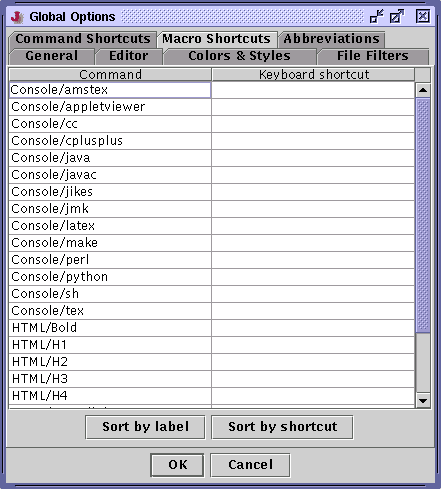 Global Options
Command Shortcuts Macro Shortcuts Abbreviations
General Editor Colors & Styles File Filters
Command Keyboard shortcut
Console/amstex
Console/appletviewer
Console/cc
Console/cplusplus
Console/java
Console/javac
Console/jikes
Console/jmk
Console/latex
Console/make
Console/perl
Console/python
Console/sh
Console/tex
HTML/Bold
HTML/H1
HTML/H2
HTML/H3
HTML/H4
Sort by label Sort by shortcut
OK Cancel